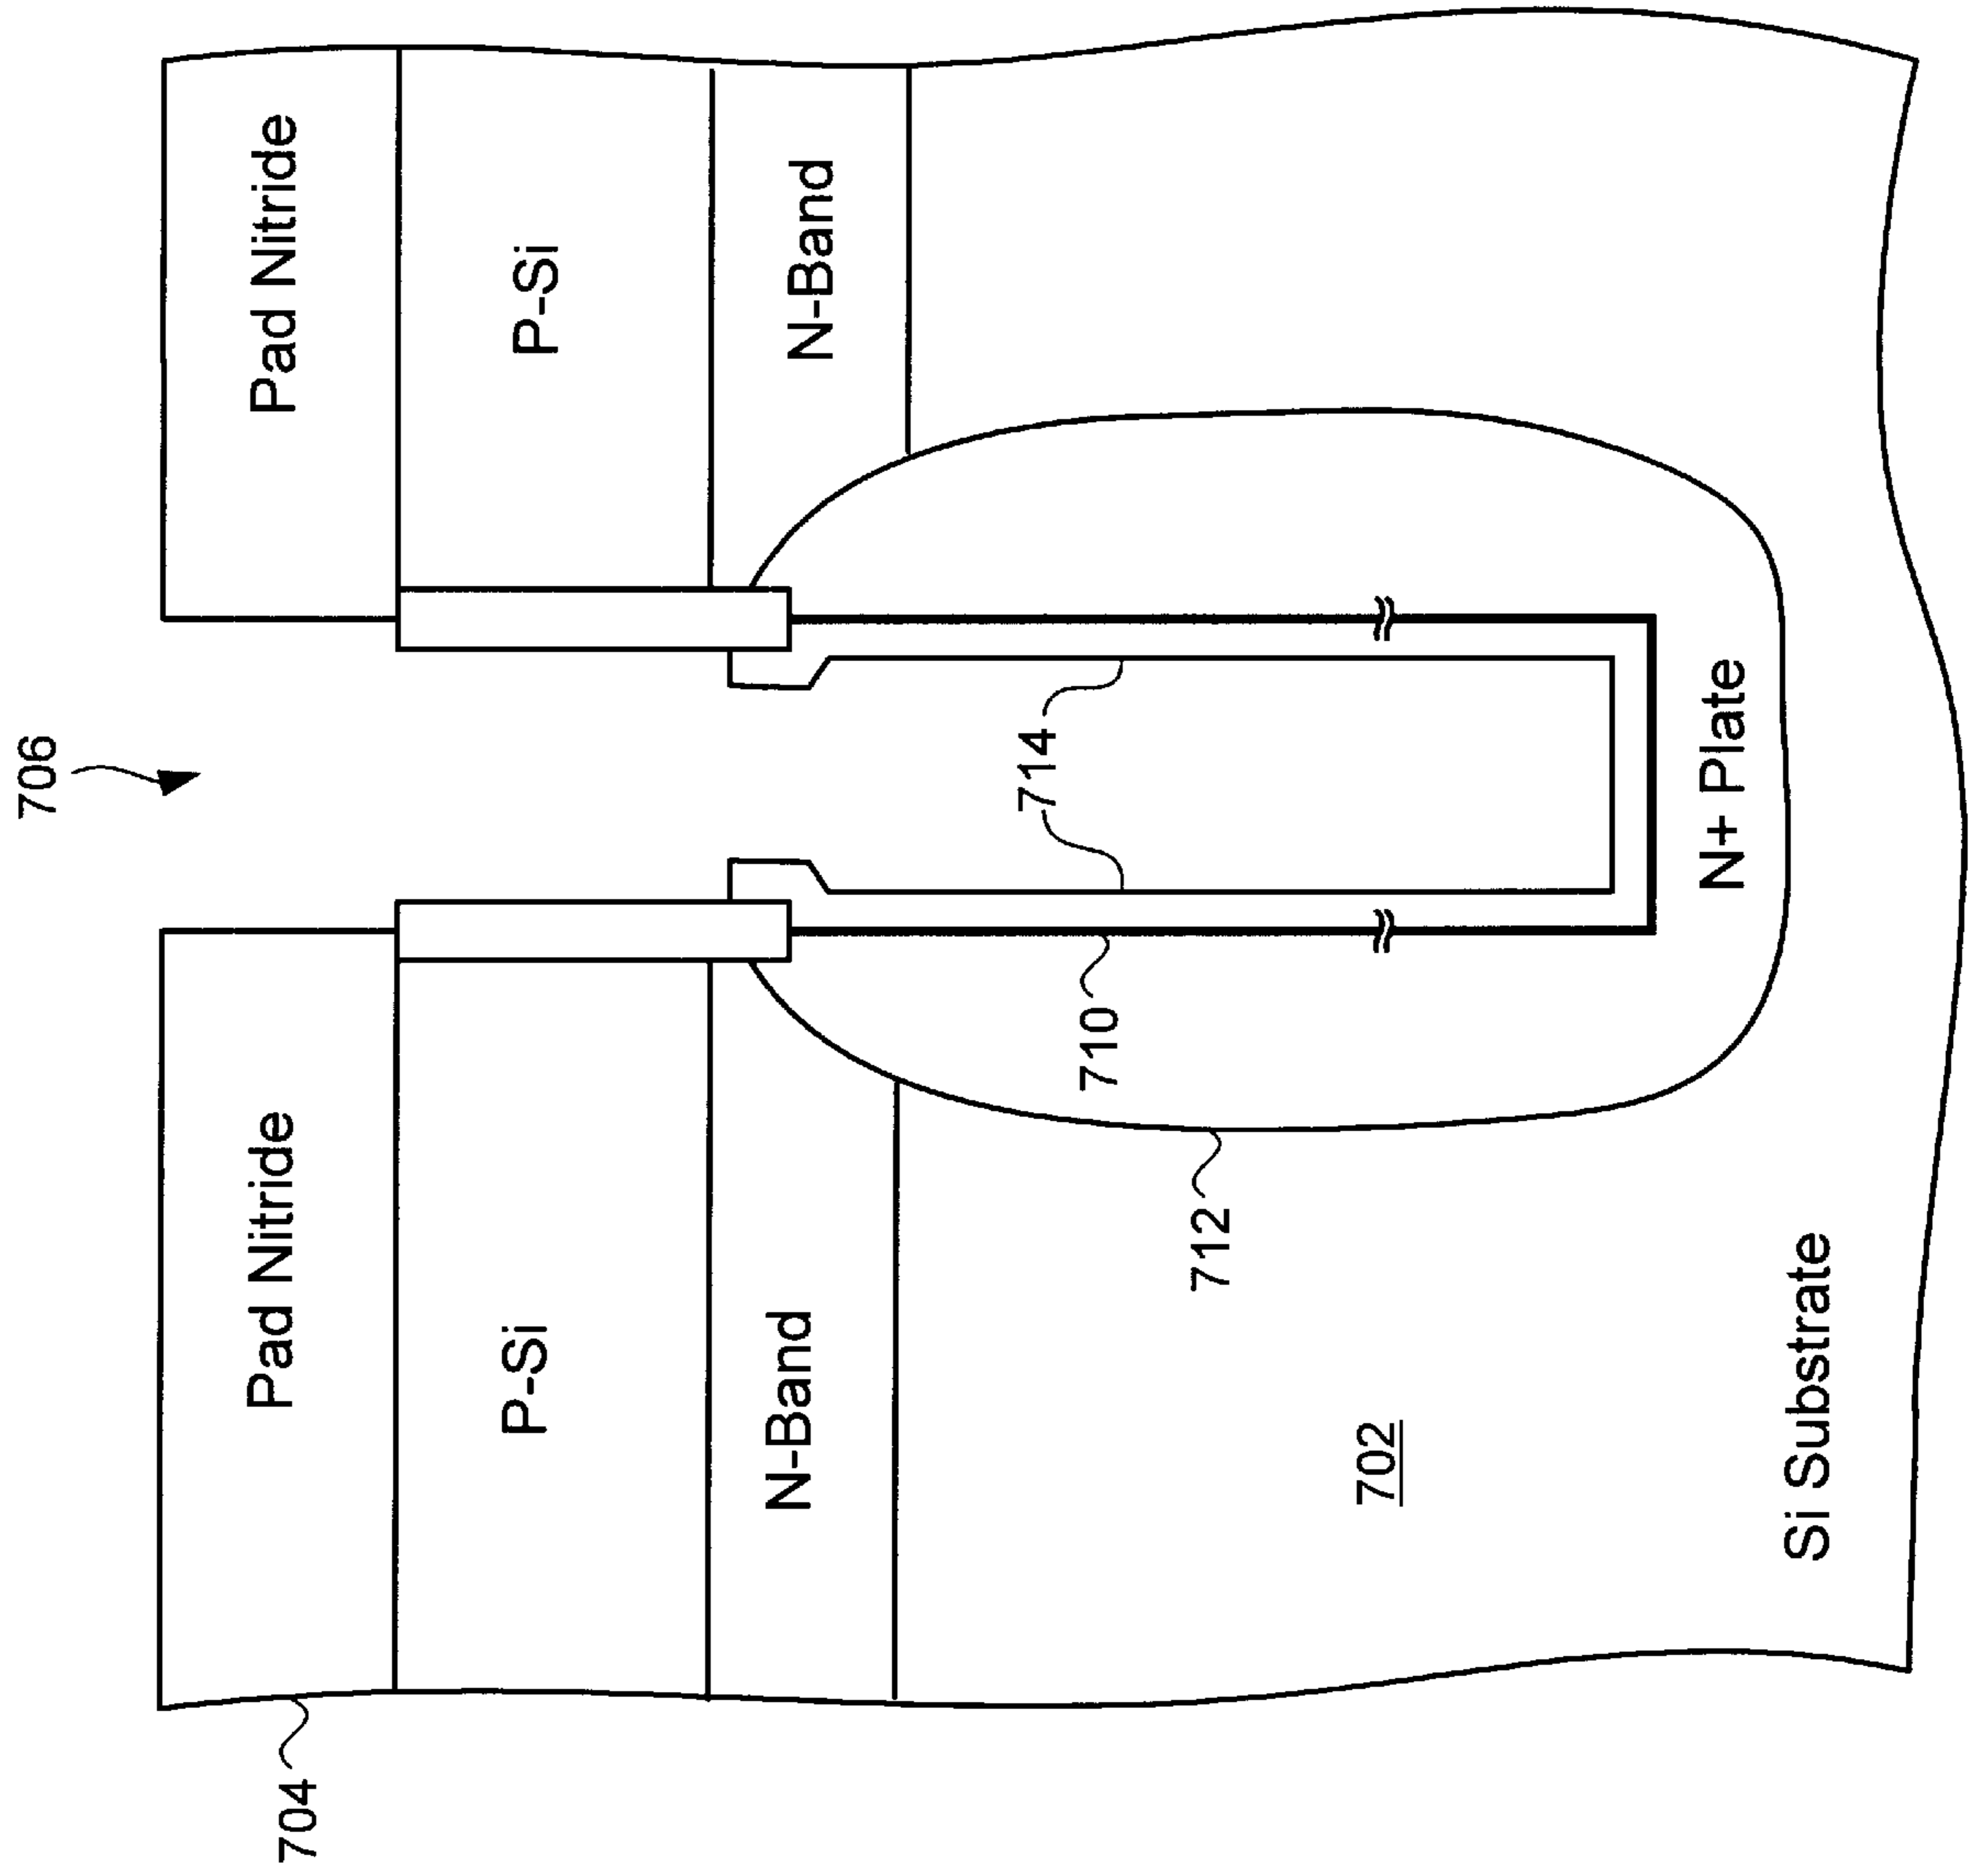 706
Pad Nitride
Pad Nitride
P-Si
P-Si
N-Band
N-Band
714
710
712
702
N+ Plate
Si Substrate
704